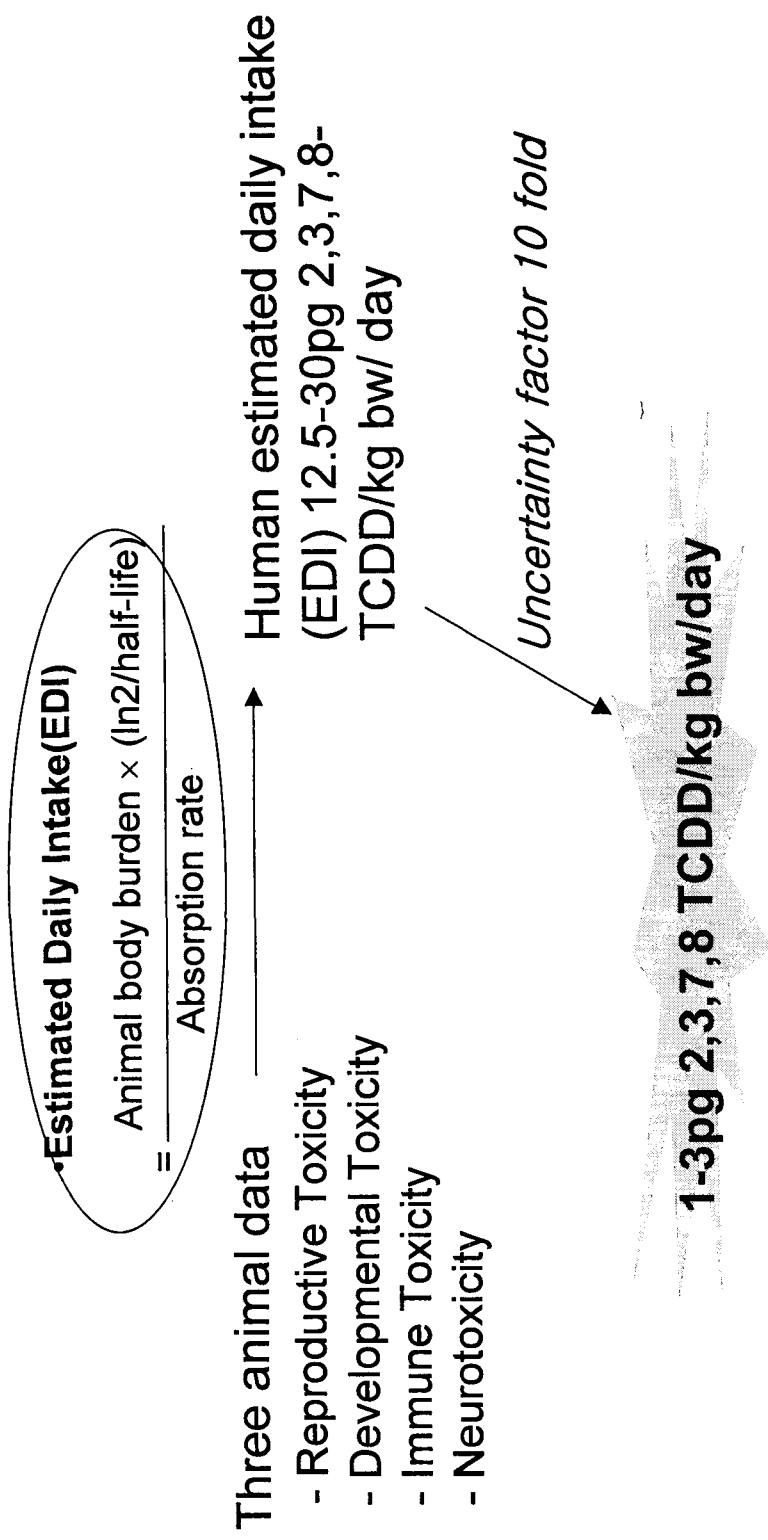 •Estimated Daily Intake(EDI)
Animal body burden × (ln2/half-life)
=
Absorption rate
Three animal data
- Reproductive Toxicity
- Developmental Toxicity
- Immune Toxicity
- Neurotoxicity
Human estimated daily intake
(EDI) 12.5-30pg 2,3,7,8-
TCDD/kg bw/ day
Uncertainty factor 10 fold
1-3pg 2,3,7,8 TCDD/kg bw/day